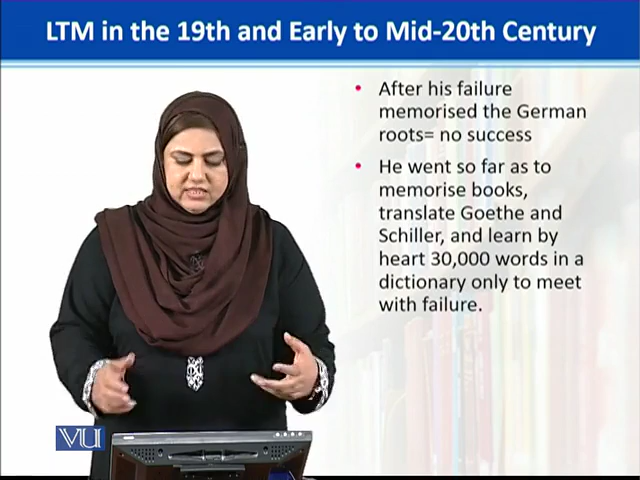 LTM in the 19th and Early to Mid-20th Century
• After his failure
memorised the German
roots= no success
• He went so far as to
memorise books,
translate Goethe and
Schiller, and learn by
heart 30,000 words in a
dictionary only to meet
with failure.
VU